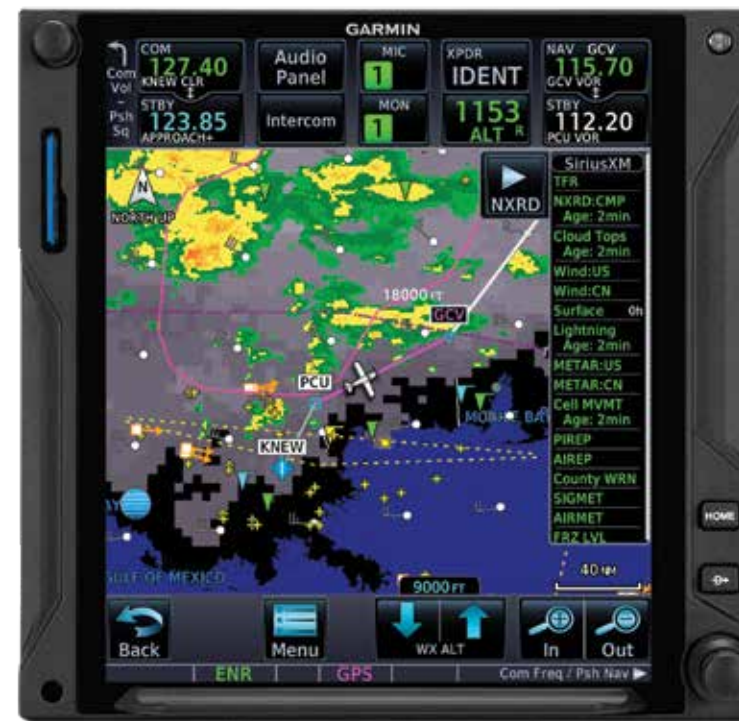 GARMIN
Com
Vol
-
Psh
Sq
COM
127.40
KNEW CLR
STBY
123.85
APPROACH+
Audio
Panel
Intercom
MIC
1
MON
1
XPDR
IDENT
1153
ALT R
NAV GCV
115.70
GCV VOR
STBY
112.20
PCU VOR
N
NORTH UP
NXRD
SiriusXM
TFR
NXRD:CMP
Age: 2min
Cloud Tops
Age: 2min
Wind:US
Wind:CN
Surface 0h
Lightning
Age: 2min
METAR:US
METAR:CN
Cell MVMT
Age: 2min
PIREP
AIREP
County WRN
SIGMET
AIRMET
FRZ LVL
18000 FT
GCV
PCU
KNEW
MOBILE BA
GULF OF MEXICO
40 NM
9000 FT
HOME
Back
Menu
WX ALT
In
Out
ENR
GPS
Com Freq / Psh Nav